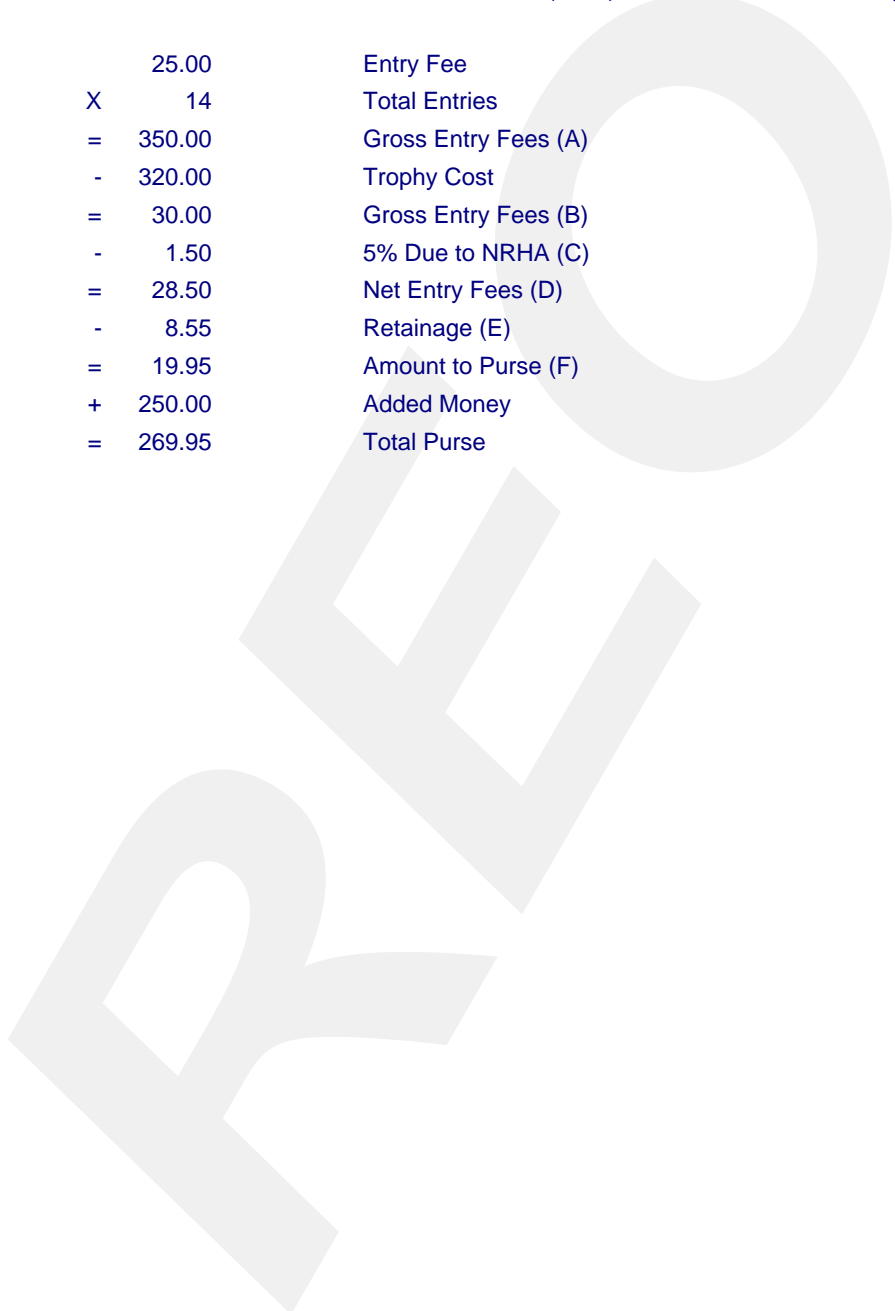 25.00 Entry Fee
X 14 Total Entries
= 350.00 Gross Entry Fees (A)
- 320.00 Trophy Cost
= 30.00 Gross Entry Fees (B)
- 1.50 5% Due to NRHA (C)
= 28.50 Net Entry Fees (D)
- 8.55 Retainage (E)
= 19.95 Amount to Purse (F)
+ 250.00 Added Money
= 269.95 Total Purse
REO